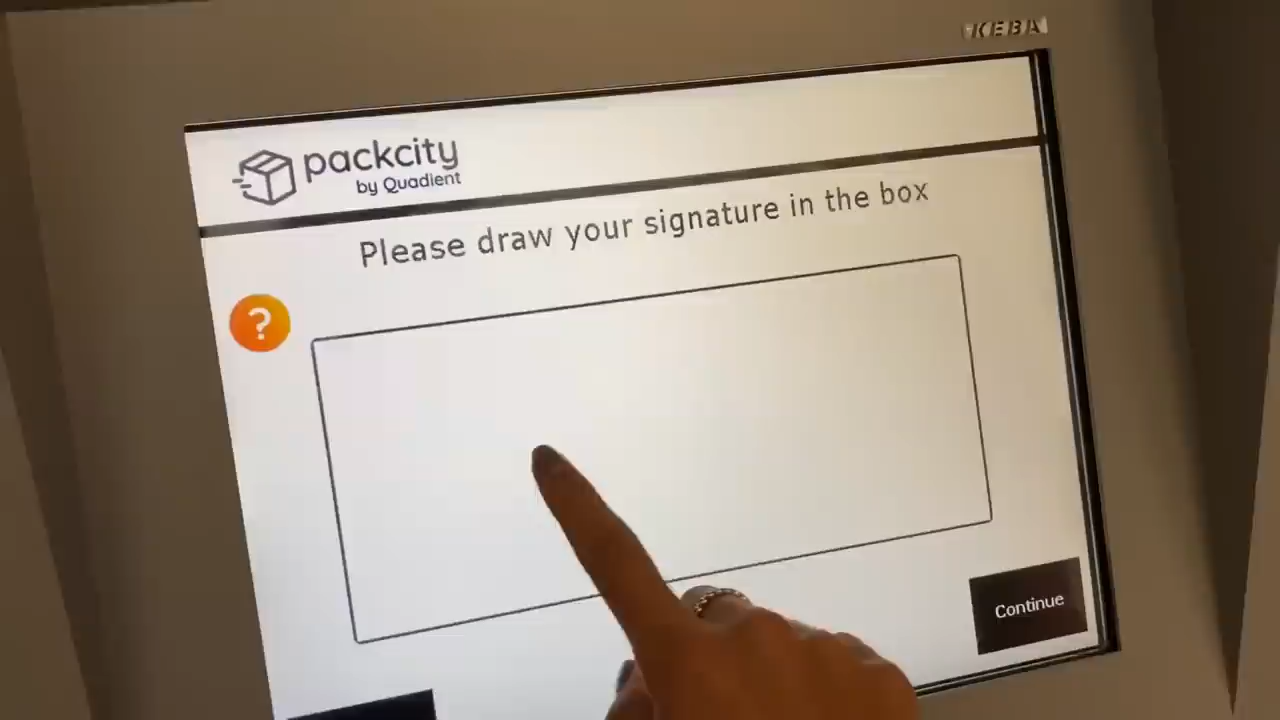 KEBA
packcity
by Quadient
Please draw your signature in the box
?
Continue